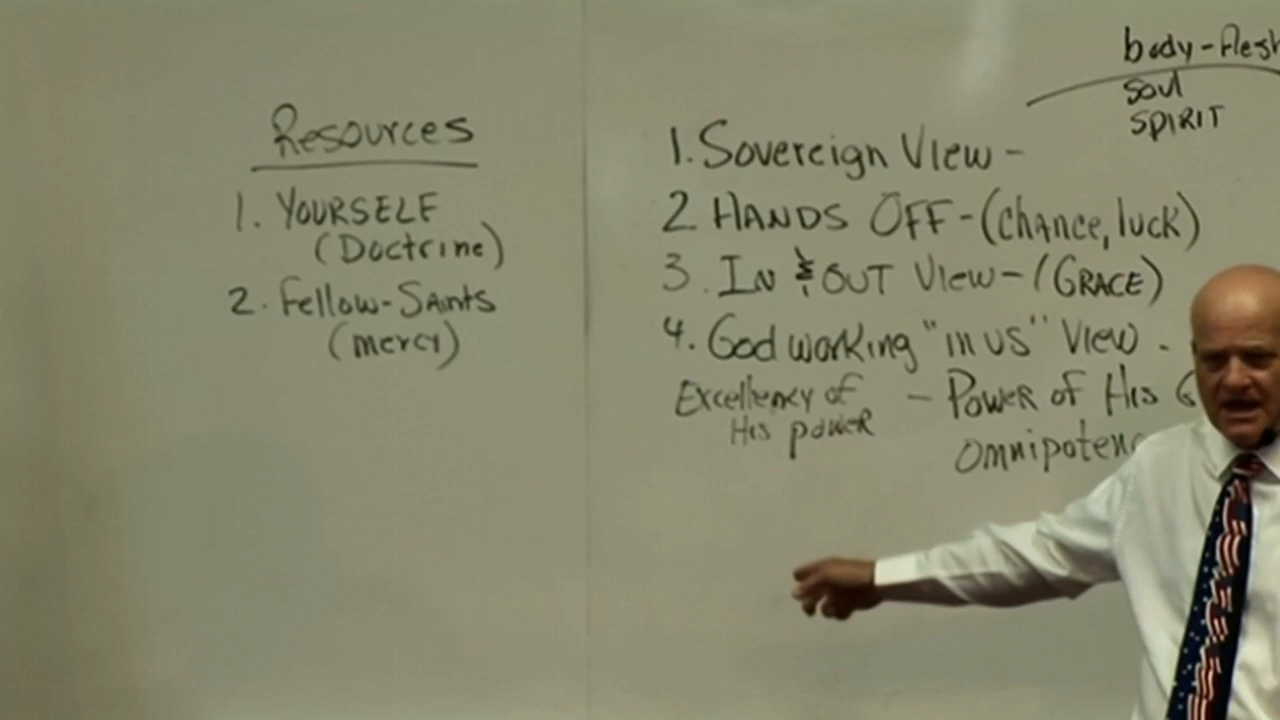 Resources
1. YOURSELF
(Doctrine)
2. Fellow-Saints
(mercy)
body-Flesh
soul
SPIRIT
1. Sovereign View -
2 HANDS OFF - (chance, luck)
3. IN & OUT View - (GRACE)
4. God working "in us" View.
Excellency of
His power
- Power of His G
Omnipotenc